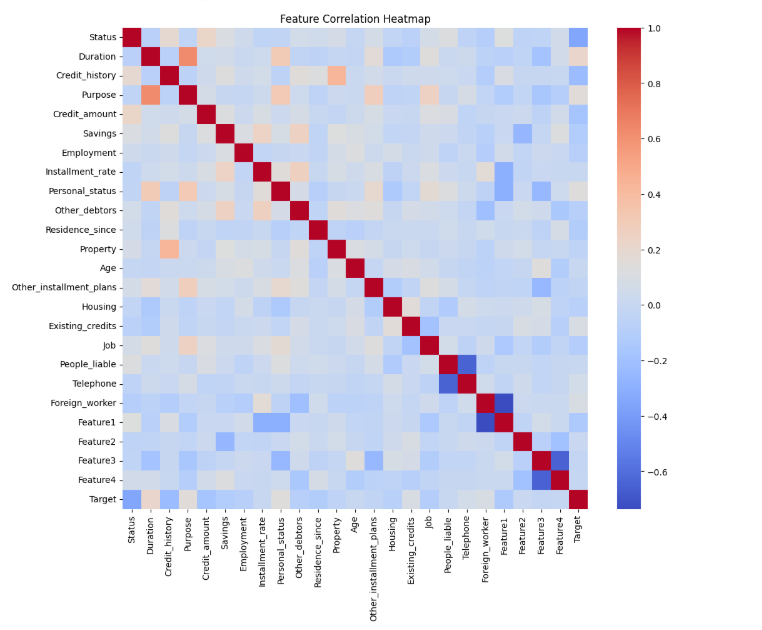 Feature Correlation Heatmap
Status
Duration
Credit_history
Purpose
Credit_amount
Savings
Employment
Installment_rate
Personal_status
Other_debtors
Residence_since
Property
Age
Other_installment_plans
Housing
Existing_credits
Job
People_liable
Telephone
Foreign_worker
Feature1
Feature2
Feature3
Feature4
Target
Status
Duration
Credit_history
Purpose
Credit_amount
Savings
Employment
Installment_rate
Personal_status
Other_debtors
Residence_since
Property
Age
Other_installment_plans
Housing
Existing_credits
Job
People_liable
Telephone
Foreign_worker
Feature1
Feature2
Feature3
Feature4
Target
1.0
0.8
0.6
0.4
0.2
0.0
−0.2
−0.4
−0.6